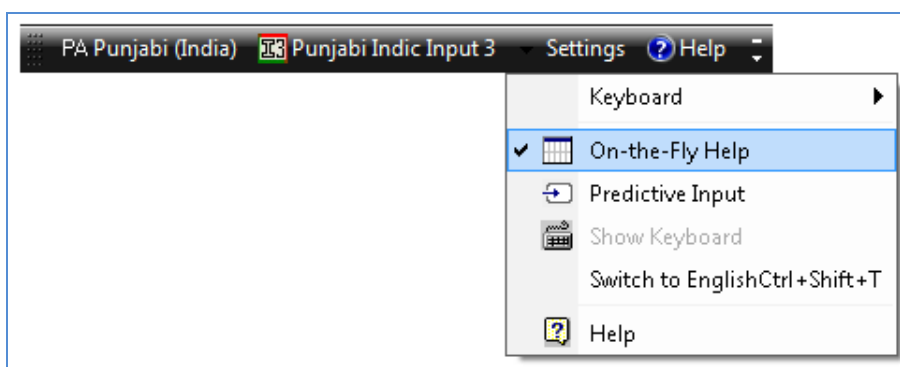 PA Punjabi (India) Punjabi Indic Input 3 Settings Help
Keyboard
On-the-Fly Help
Predictive Input
Show Keyboard
Switch to EnglishCtrl+Shift+T
Help